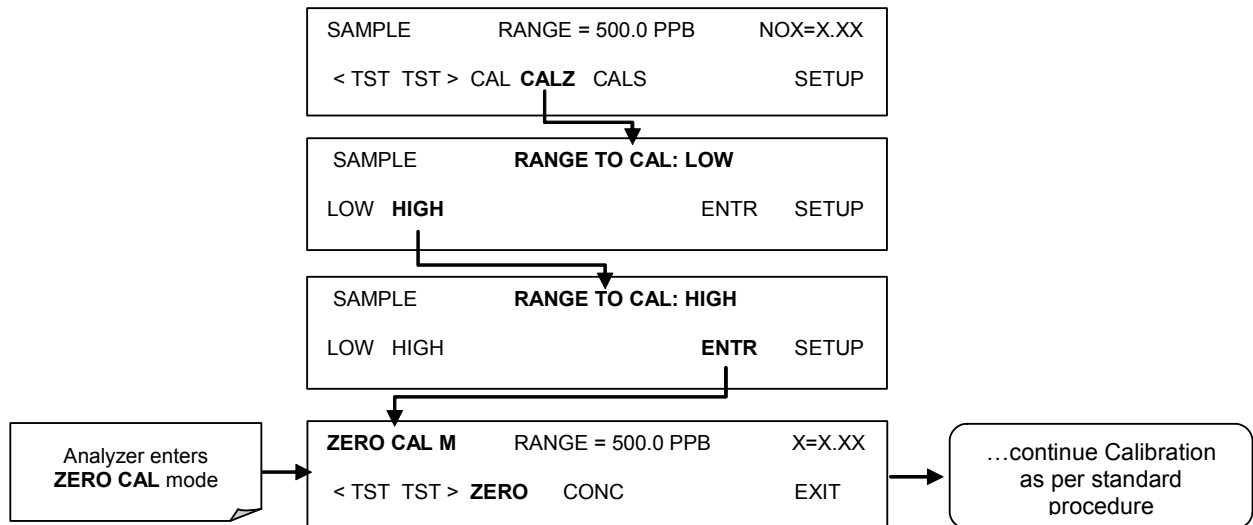 SAMPLE RANGE = 500.0 PPB NOX=X.XX
< TST TST > CAL CALZ CALS SETUP
SAMPLE RANGE TO CAL: LOW
LOW HIGH ENTR SETUP
SAMPLE RANGE TO CAL: HIGH
LOW HIGH ENTR SETUP
Analyzer enters
ZERO CAL mode
ZERO CAL M RANGE = 500.0 PPB X=X.XX
< TST TST > ZERO CONC EXIT
…continue Calibration
as per standard
procedure